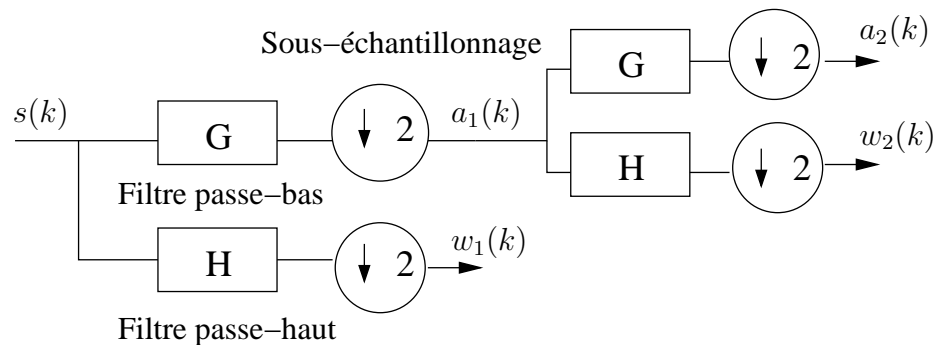 Sous−échantillonnage
G
↓ 2
a₂(k)
s(k)
G
↓ 2
a₁(k)
Filtre passe−bas
H
↓ 2
w₂(k)
H
↓ 2
w₁(k)
Filtre passe−haut